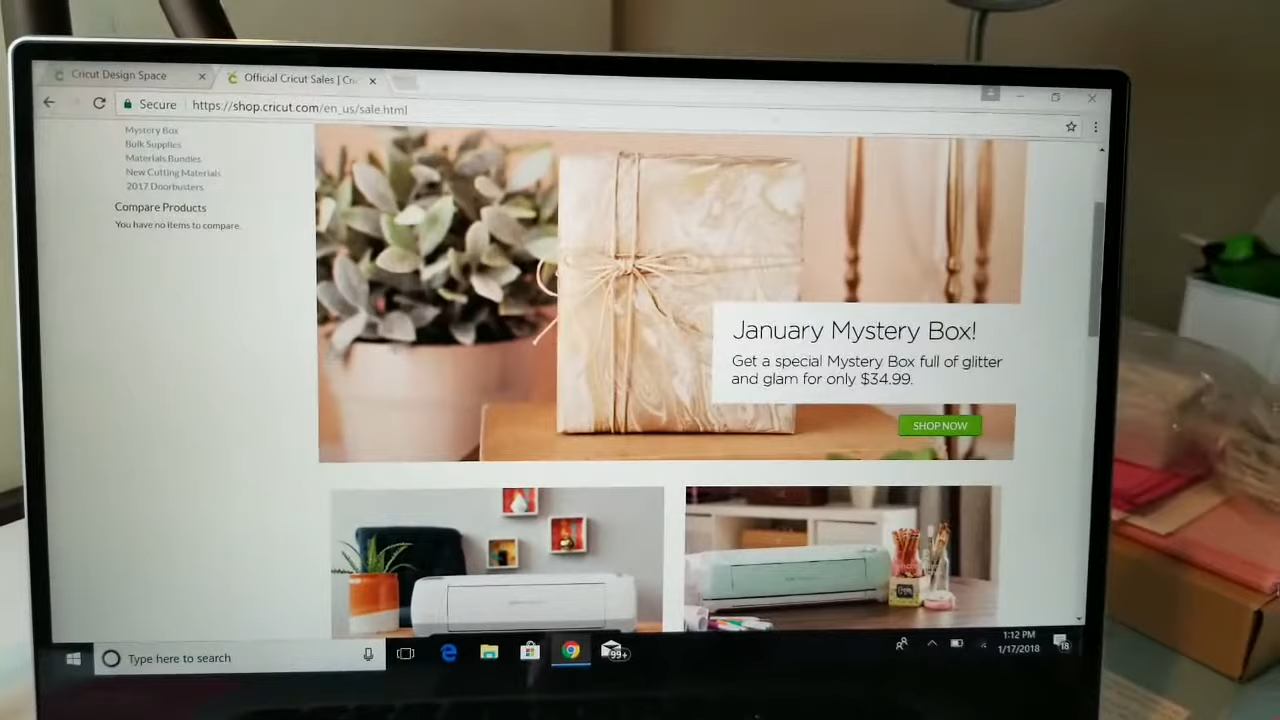 Cricut Design Space
Official Cricut Sales | Cri
Secure
https://shop.cricut.com/en_us/sale.html
Mystery Box
Bulk Supplies
Materials Bundles
New Cutting Materials
2017 Doorbusters
Compare Products
You have no items to compare.
January Mystery Box!
Get a special Mystery Box full of glitter
and glam for only $34.99.
SHOP NOW
Type here to search
99+
1:12 PM
1/17/2018
18